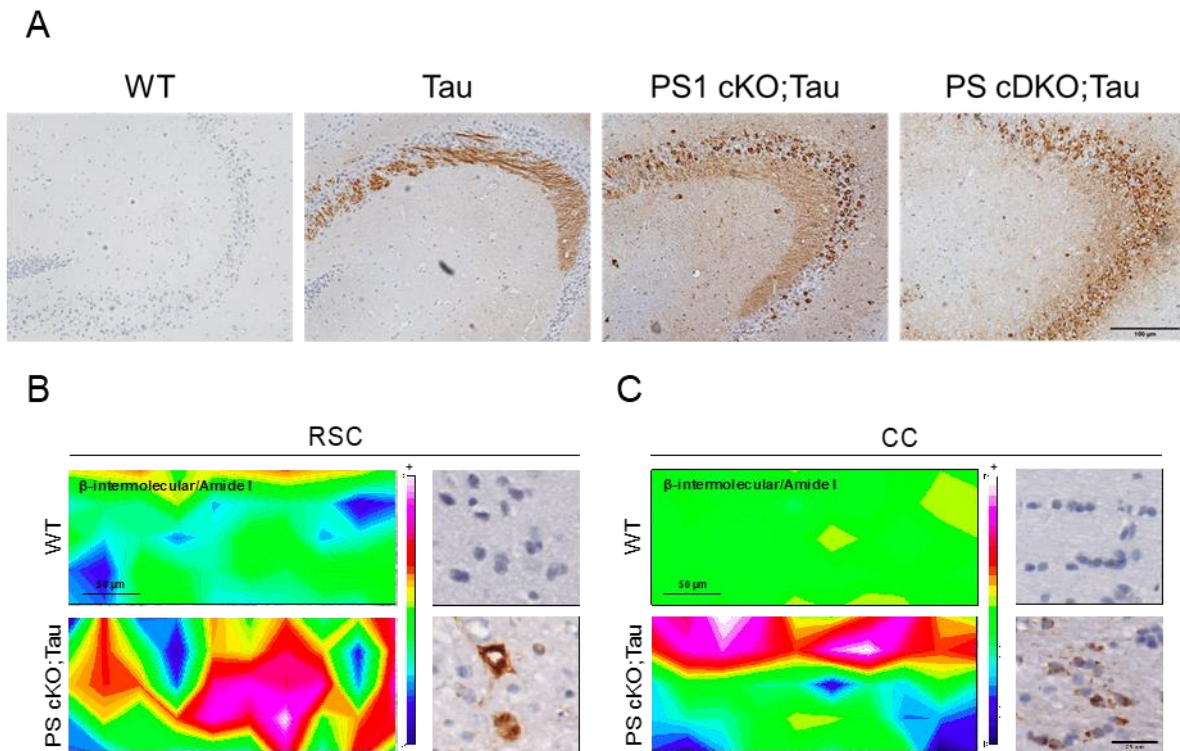 A
WT
Tau
PS1 cKO;Tau
PS cDKO;Tau
100 µm
B
RSC
+
β-intermolecular/Amide I
WT
50 µm
PS cKO;Tau
-
C
CC
+
β-intermolecular/Amide I
WT
50 µm
PS cKO;Tau